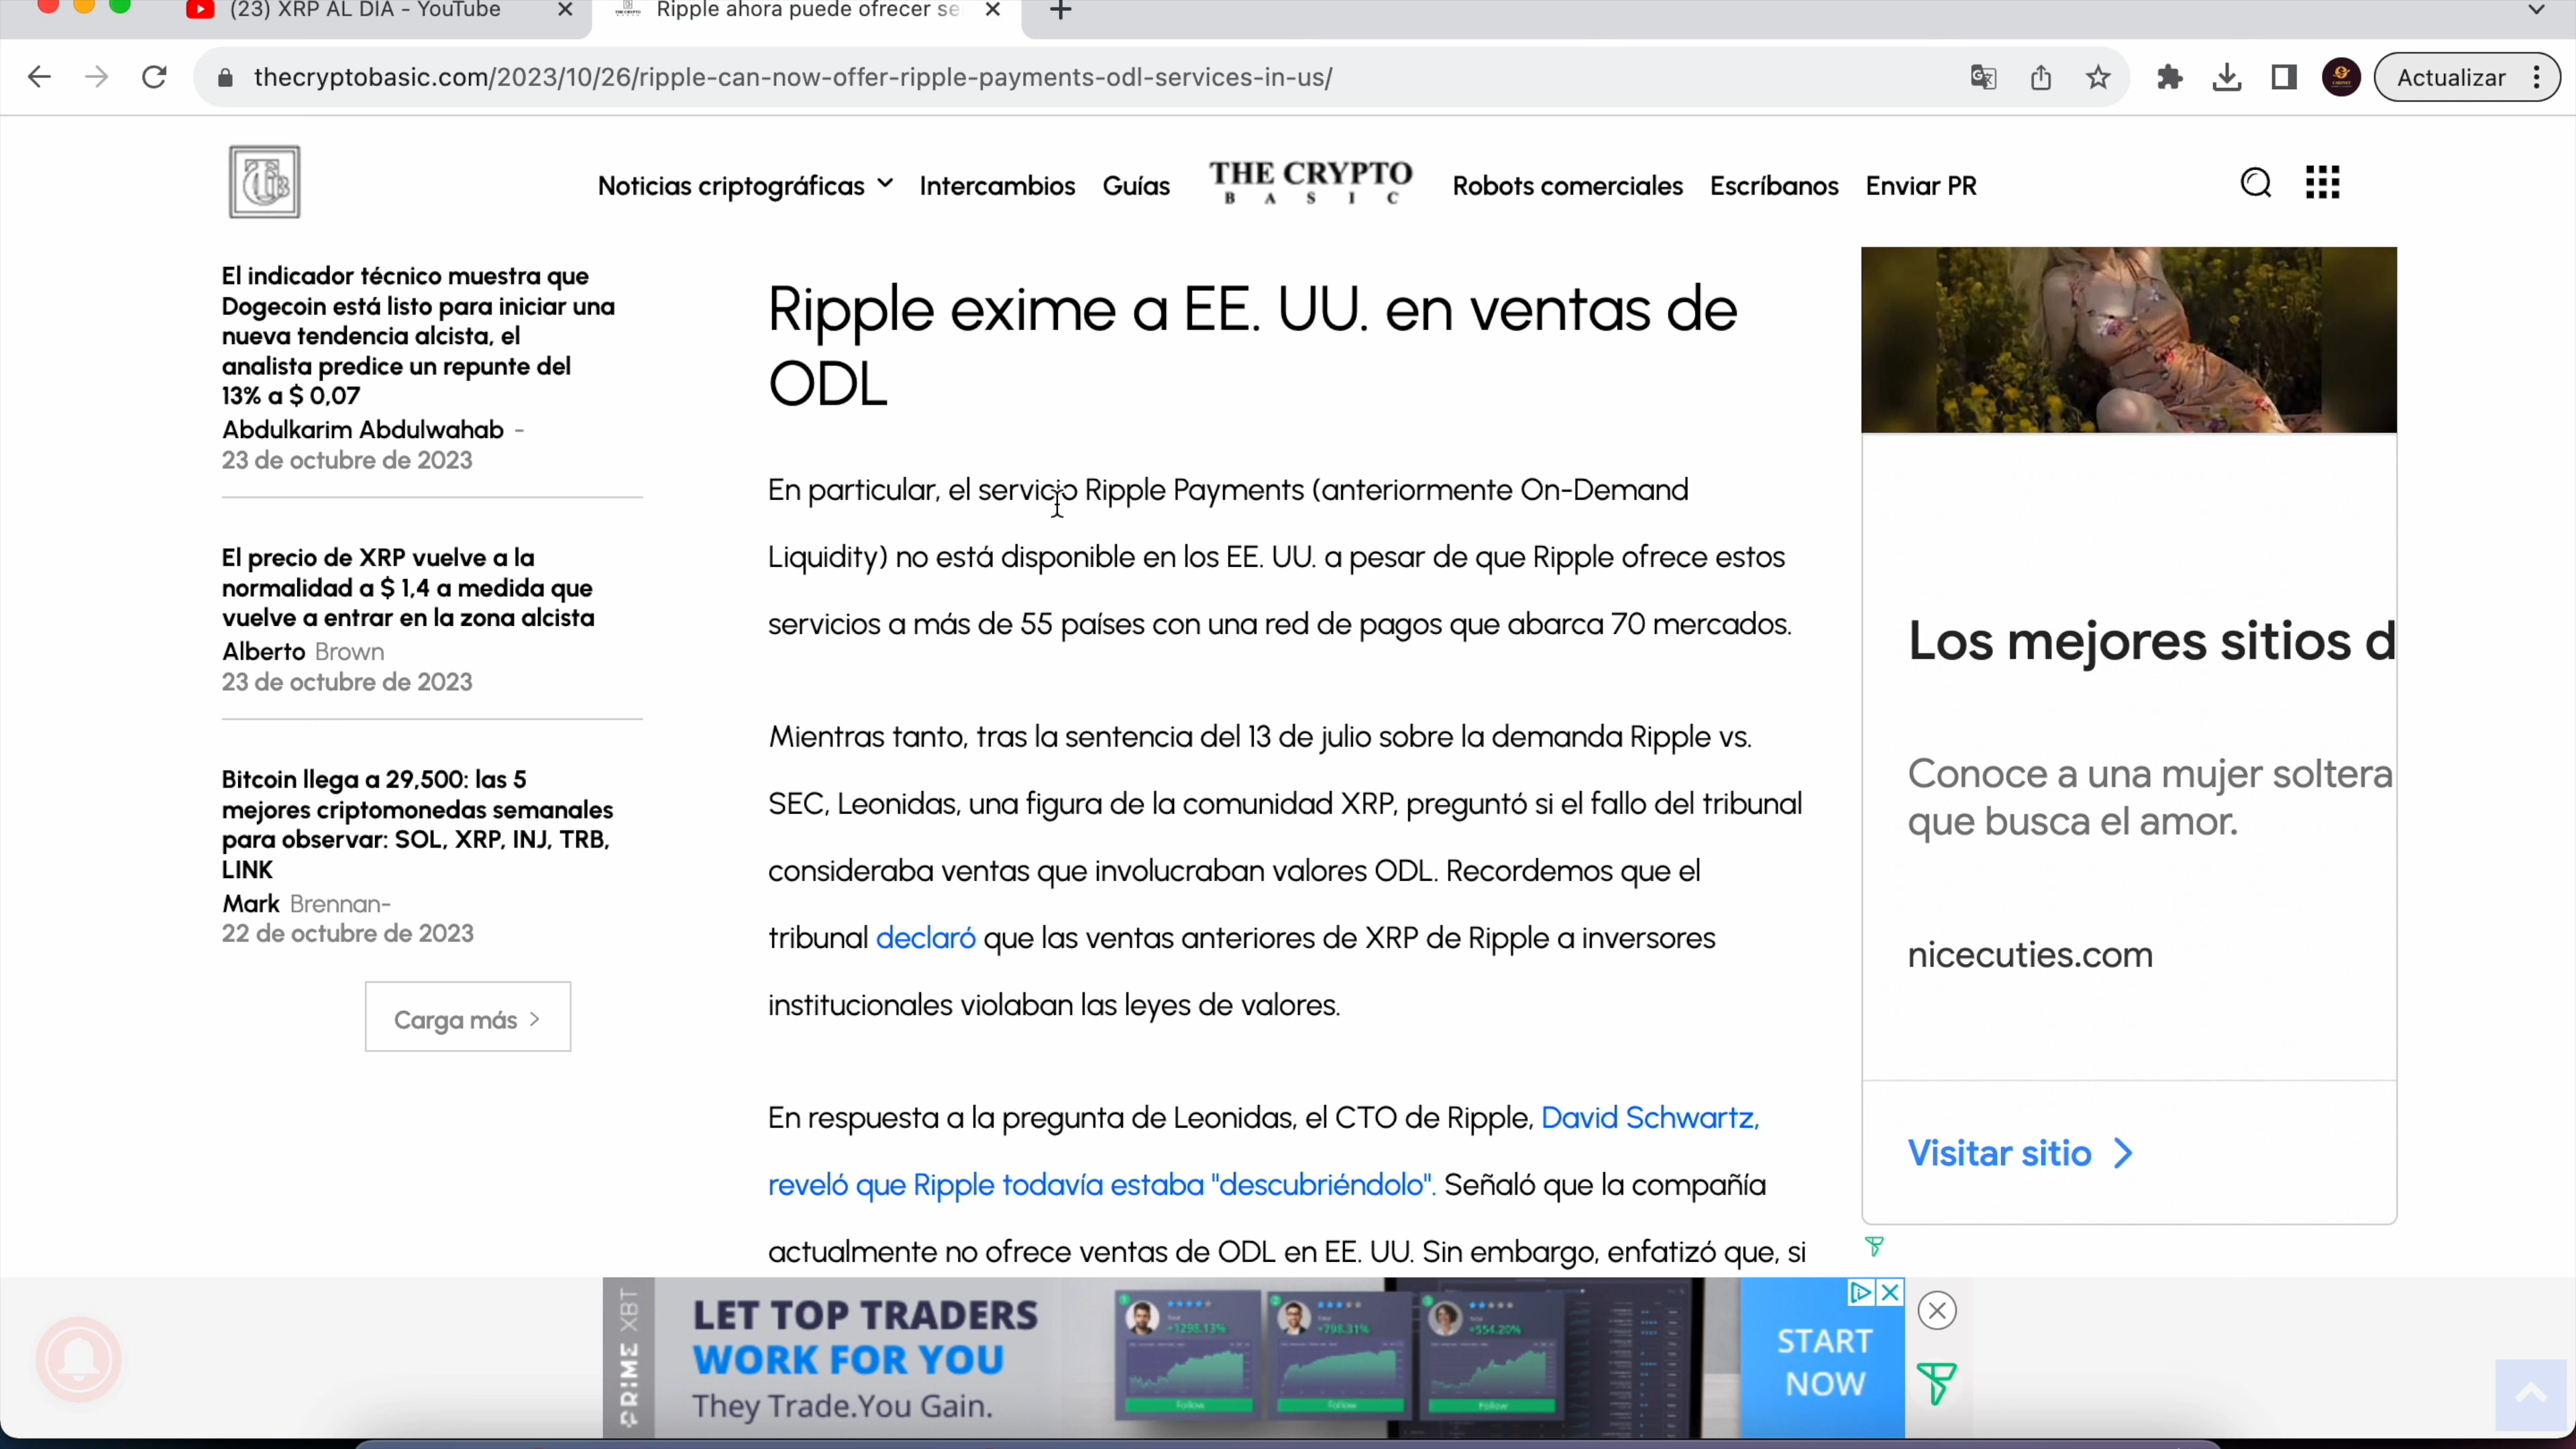 (23) XRP AL DIA - YouTube
Ripple ahora puede ofrecer se
thecryptobasic.com/2023/10/26/ripple-can-now-offer-ripple-payments-odl-services-in-us/
Actualizar
Noticias criptográficas
Intercambios
Guías
THE CRYPTO
BASIC
Robots comerciales
Escríbanos
Enviar PR
El indicador técnico muestra que
Dogecoin está listo para iniciar una
nueva tendencia alcista, el
analista predice un repunte del
13% a $ 0,07
Abdulkarim Abdulwahab -
23 de octubre de 2023
El precio de XRP vuelve a la
normalidad a $ 1,4 a medida que
vuelve a entrar en la zona alcista
Alberto Brown
23 de octubre de 2023
Bitcoin llega a 29,500: las 5
mejores criptomonedas semanales
para observar: SOL, XRP, INJ, TRB,
LINK
Mark Brennan-
22 de octubre de 2023
Carga más >
Ripple exime a EE. UU. en ventas de
ODL
En particular, el servicio Ripple Payments (anteriormente On-Demand
Liquidity) no está disponible en los EE. UU. a pesar de que Ripple ofrece estos
servicios a más de 55 países con una red de pagos que abarca 70 mercados.
Mientras tanto, tras la sentencia del 13 de julio sobre la demanda Ripple vs.
SEC, Leonidas, una figura de la comunidad XRP, preguntó si el fallo del tribunal
consideraba ventas que involucraban valores ODL. Recordemos que el
tribunal declaró que las ventas anteriores de XRP de Ripple a inversores
institucionales violaban las leyes de valores.
En respuesta a la pregunta de Leonidas, el CTO de Ripple, David Schwartz,
reveló que Ripple todavía estaba "descubriéndolo". Señaló que la compañía
actualmente no ofrece ventas de ODL en EE. UU. Sin embargo, enfatizó que, si
Los mejores sitios d
Conoce a una mujer soltera
que busca el amor.
nicecuties.com
Visitar sitio
PRIME XBT
LET TOP TRADERS
WORK FOR YOU
They Trade.You Gain.
+1298.13%
+798.31%
+554.20%
Follow
Follow
Follow
START
NOW